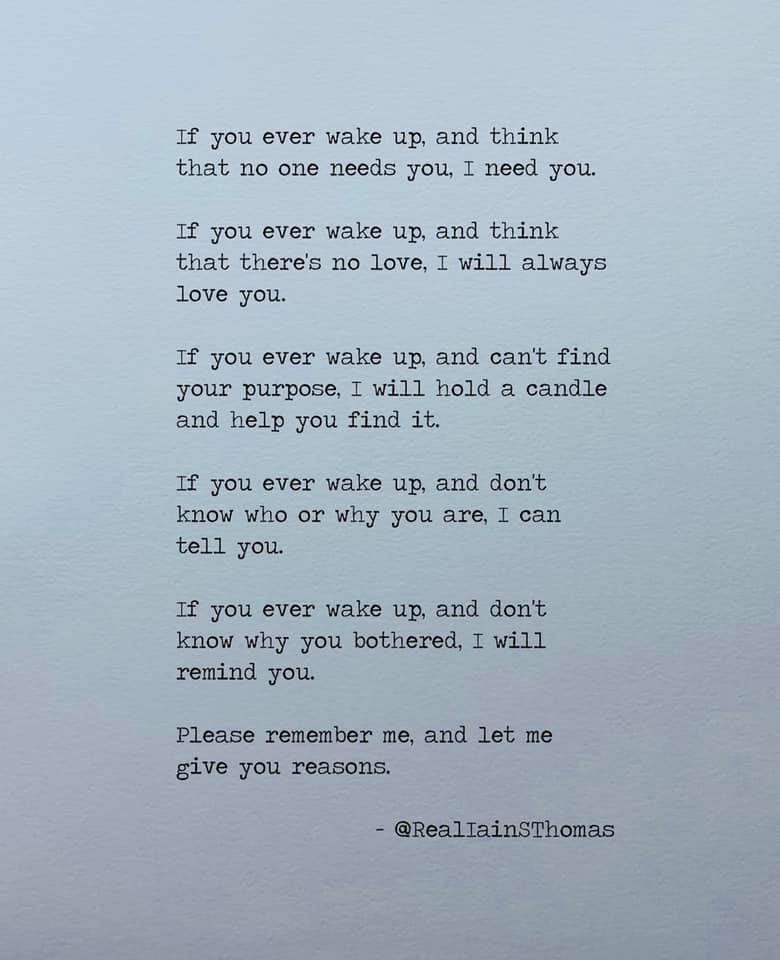 If you ever wake up, and think
that no one needs you, I need you.
If you ever wake up, and think
that there's no love, I will always
love you.
If you ever wake up, and can't find
your purpose, I will hold a candle
and help you find it.
If you ever wake up, and don't
know who or why you are, I can
tell you.
If you ever wake up, and don't
know why you bothered, I will
remind you.
Please remember me, and let me
give you reasons.
- @RealIainSThomas